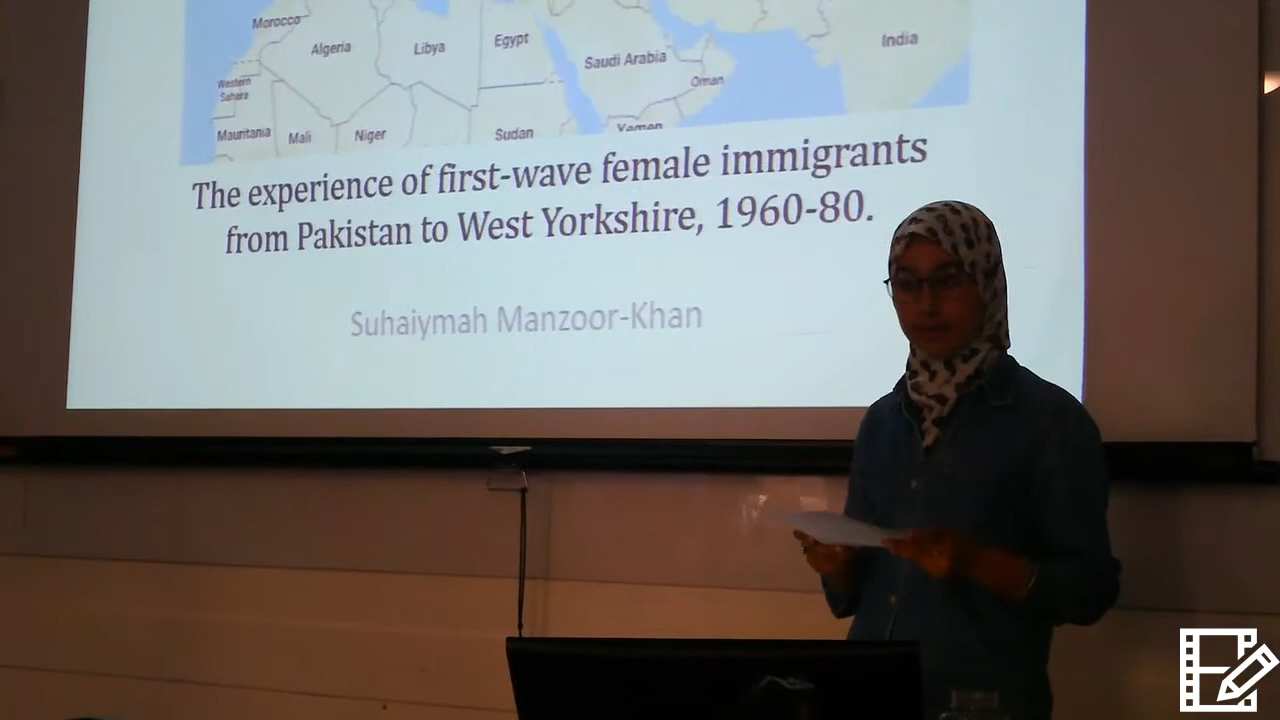 Morocco
Algeria
Libya
Egypt
Saudi Arabia
India
Western
Sahara
Oman
Mauritania
Mali
Niger
Sudan
Yemen
The experience of first-wave female immigrants
from Pakistan to West Yorkshire, 1960-80.
Suhaiymah Manzoor-Khan